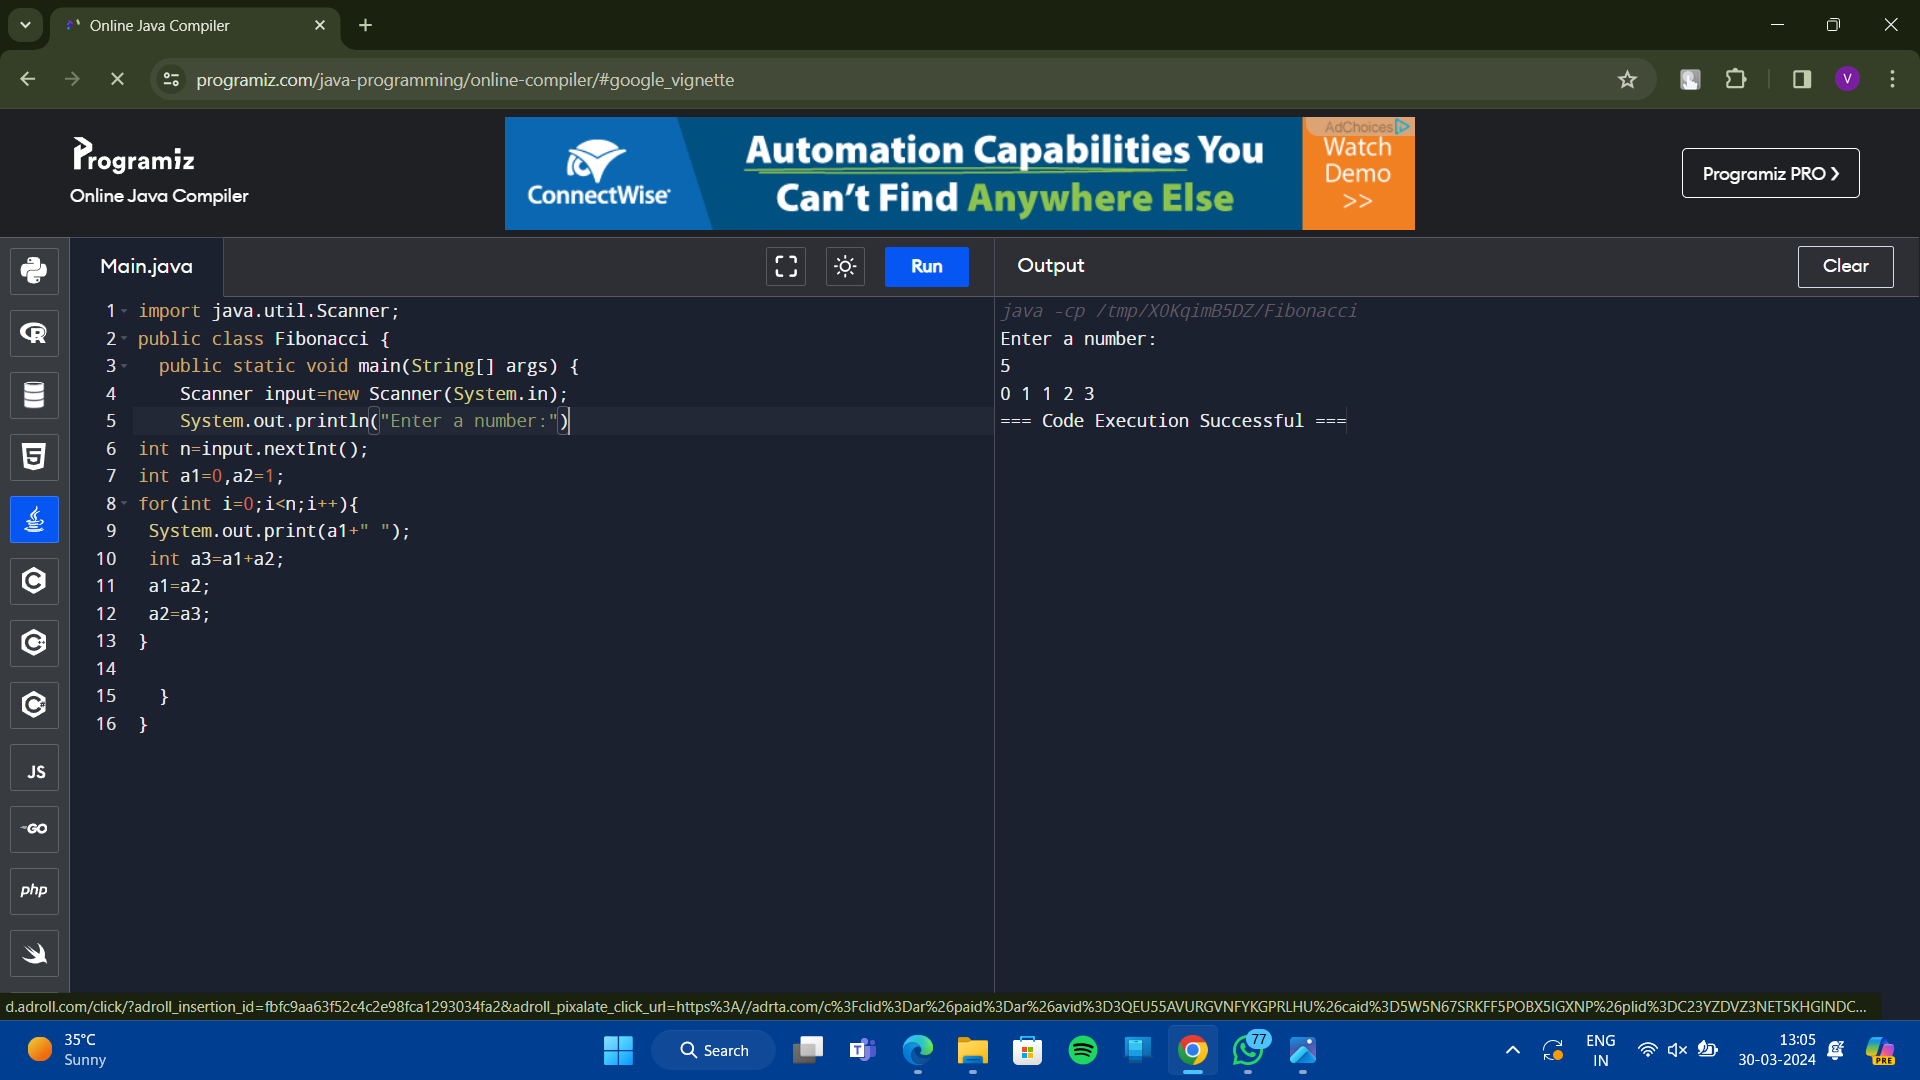 Online Java Compiler
programiz.com/java-programming/online-compiler/#google_vignette
V
Programiz
Online Java Compiler
ConnectWise
Automation Capabilities You
Can't Find Anywhere Else
AdChoices
Watch
Demo
>>
Programiz PRO ❯
Main.java
Run
Output
Clear
1 import java.util.Scanner;
2 public class Fibonacci {
3   public static void main(String[] args) {
4     Scanner input=new Scanner(System.in);
5     System.out.println("Enter a number:")
6 int n=input.nextInt();
7 int a1=0,a2=1;
8 for(int i=0;i<n;i++){
9  System.out.print(a1+" ");
10  int a3=a1+a2;
11  a1=a2;
12  a2=a3;
13 }
14
15   }
16 }
java -cp /tmp/XOKqimB5DZ/Fibonacci
Enter a number:
5
0 1 1 2 3
=== Code Execution Successful ===
R
5
C
C++
C#
JS
GO
php
d.adroll.com/click/?adroll_insertion_id=fbfc9aa63f52c4c2e98fca1293034fa2&adroll_pixalate_click_url=https%3A//adrta.com/c%3Fclid%3Dar%26paid%3Dar%26avid%3D3QEU55AVURGVNFYKGPRLHU%26caid%3D5W5N67SRKFF5POBX5IGXNP%26plid%3DC23YZDVZ3NET5KHGINDC...
35°C
Sunny
Search
77
ENG
IN
13:05
30-03-2024
PRE